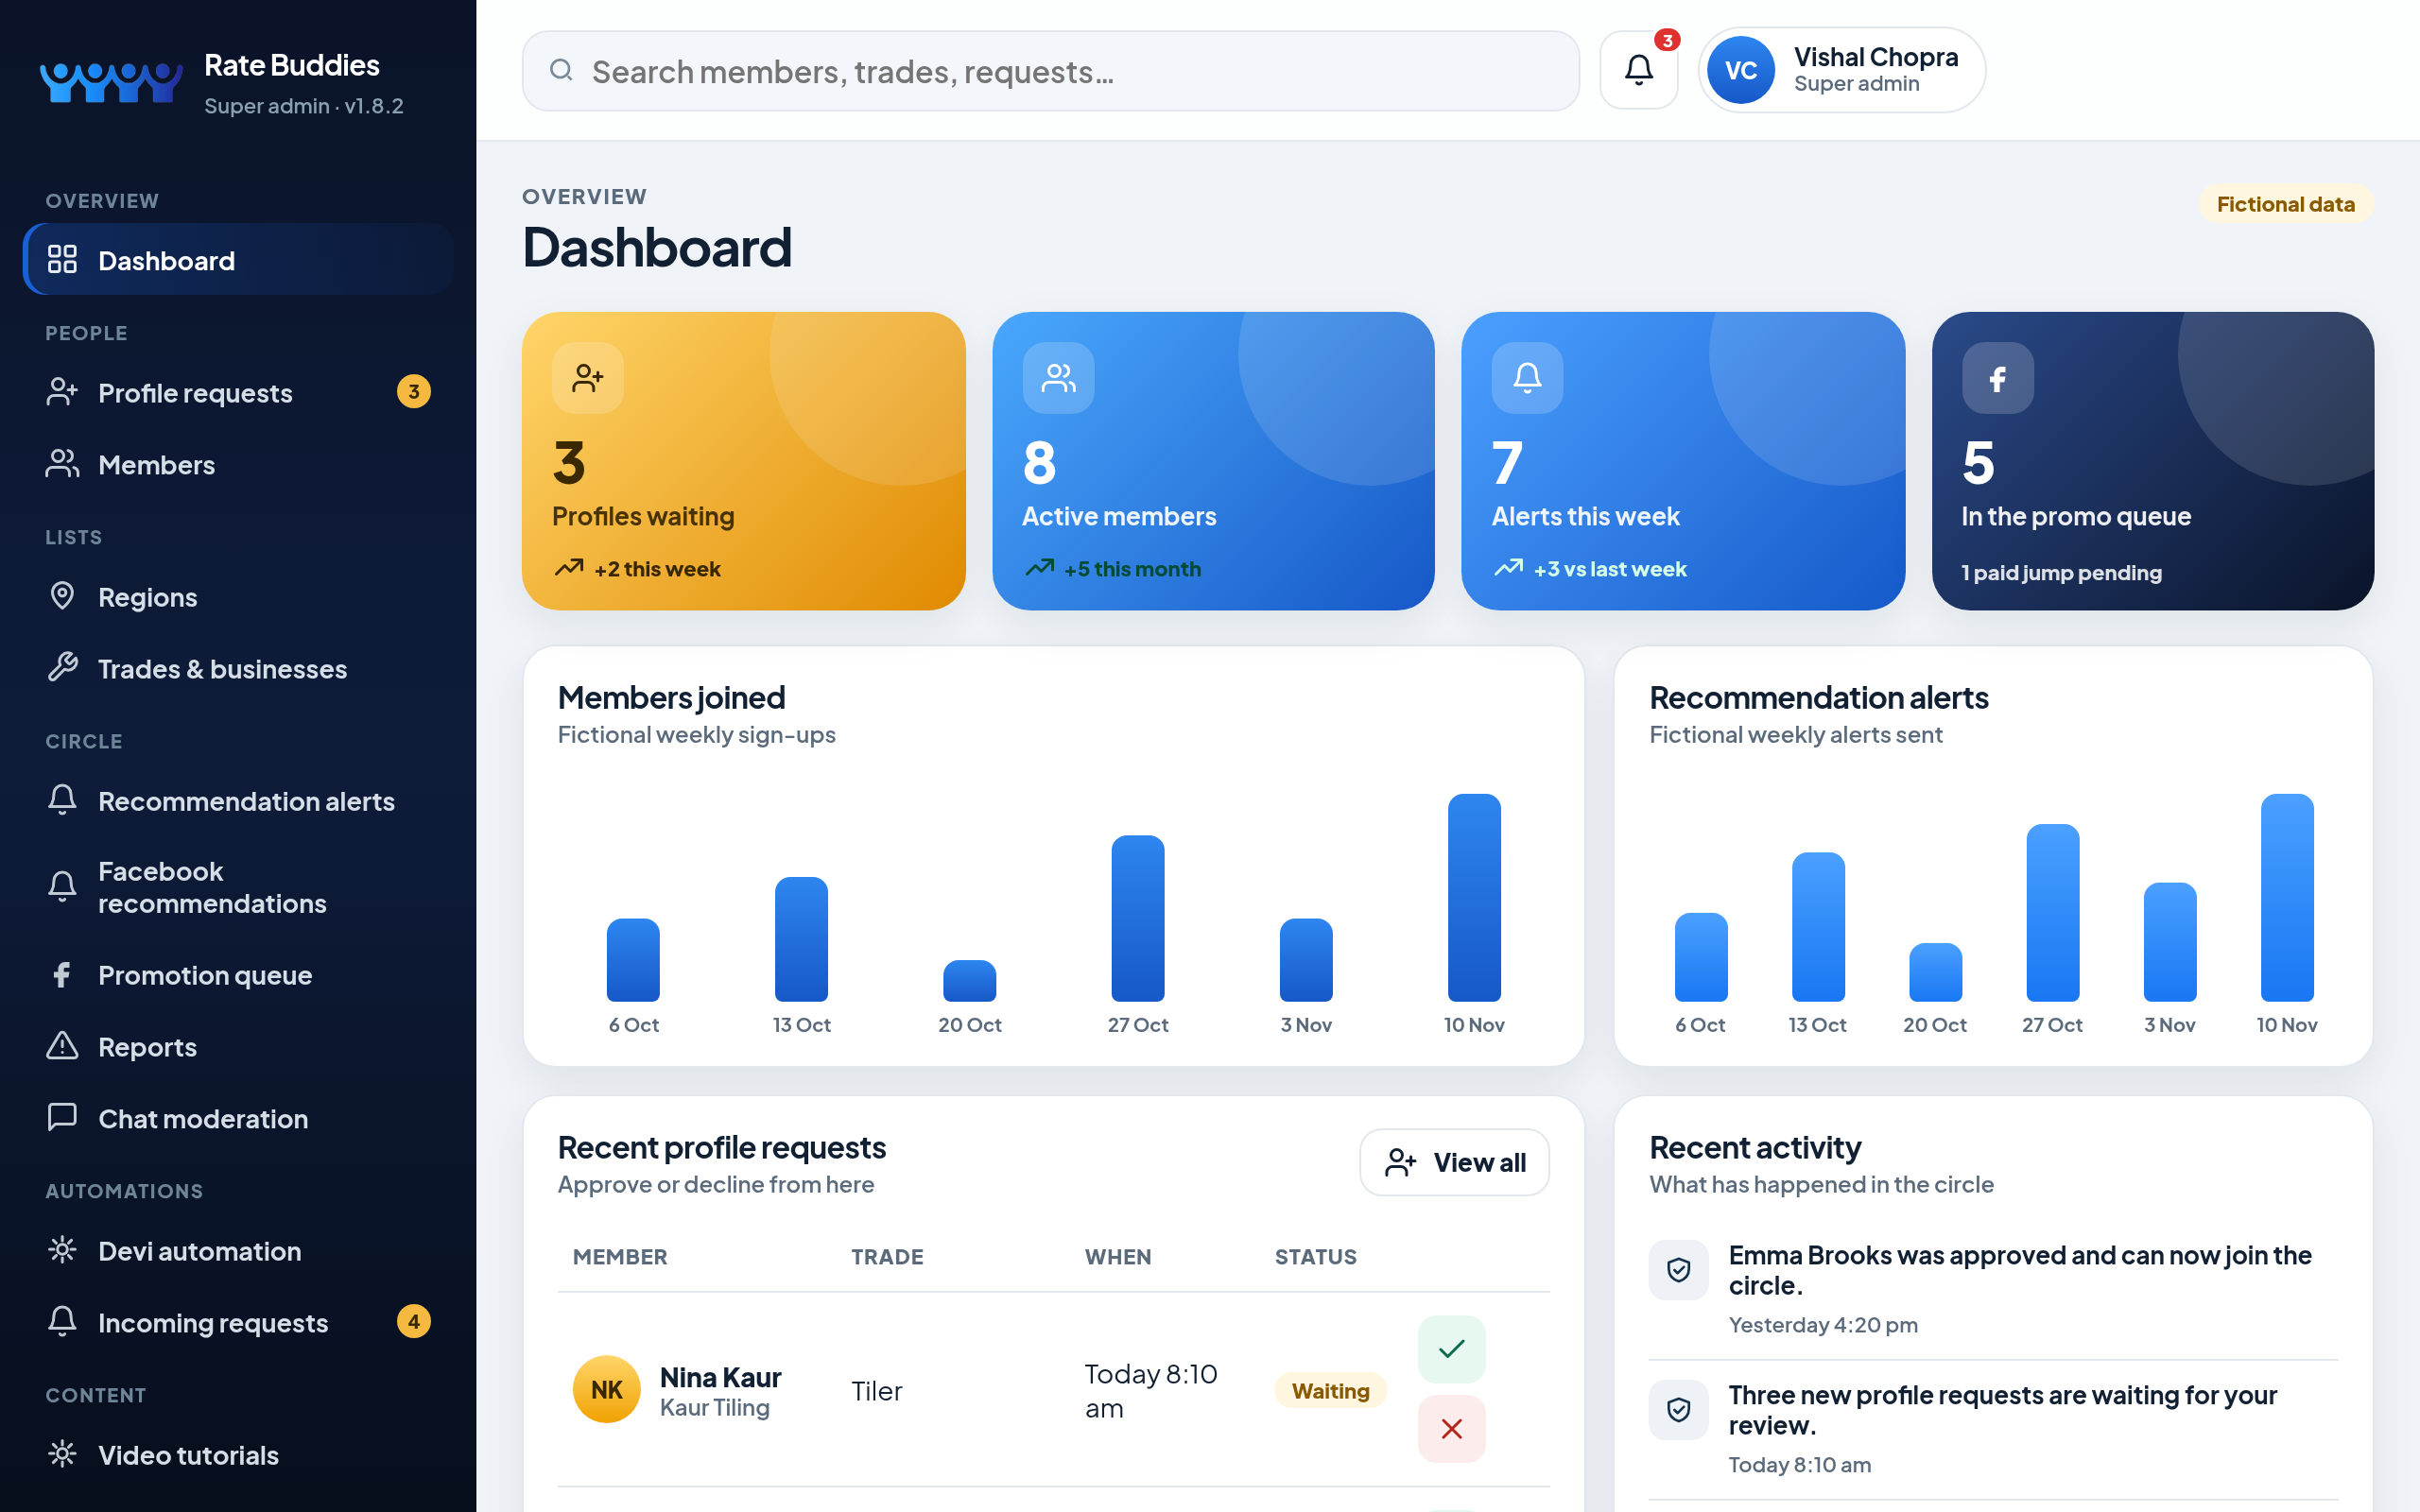 Rate Buddies
Super admin · v1.8.2
OVERVIEW
Dashboard
PEOPLE
Profile requests
3
Members
LISTS
Regions
Trades & businesses
CIRCLE
Recommendation alerts
Facebook
recommendations
Promotion queue
Reports
Chat moderation
AUTOMATIONS
Devi automation
Incoming requests
4
CONTENT
Video tutorials
Search members, trades, requests...
3
VC
Vishal Chopra
Super admin
OVERVIEW
Dashboard
Fictional data
3
Profiles waiting
+2 this week
8
Active members
+5 this month
7
Alerts this week
+3 vs last week
5
In the promo queue
1 paid jump pending
Members joined
Fictional weekly sign-ups
6 Oct
13 Oct
20 Oct
27 Oct
3 Nov
10 Nov
Recommendation alerts
Fictional weekly alerts sent
6 Oct
13 Oct
20 Oct
27 Oct
3 Nov
10 Nov
Recent profile requests
Approve or decline from here
View all
MEMBER
TRADE
WHEN
STATUS
NK
Nina Kaur
Kaur Tiling
Tiler
Today 8:10
am
Waiting
Recent activity
What has happened in the circle
Emma Brooks was approved and can now join the
circle.
Yesterday 4:20 pm
Three new profile requests are waiting for your
review.
Today 8:10 am